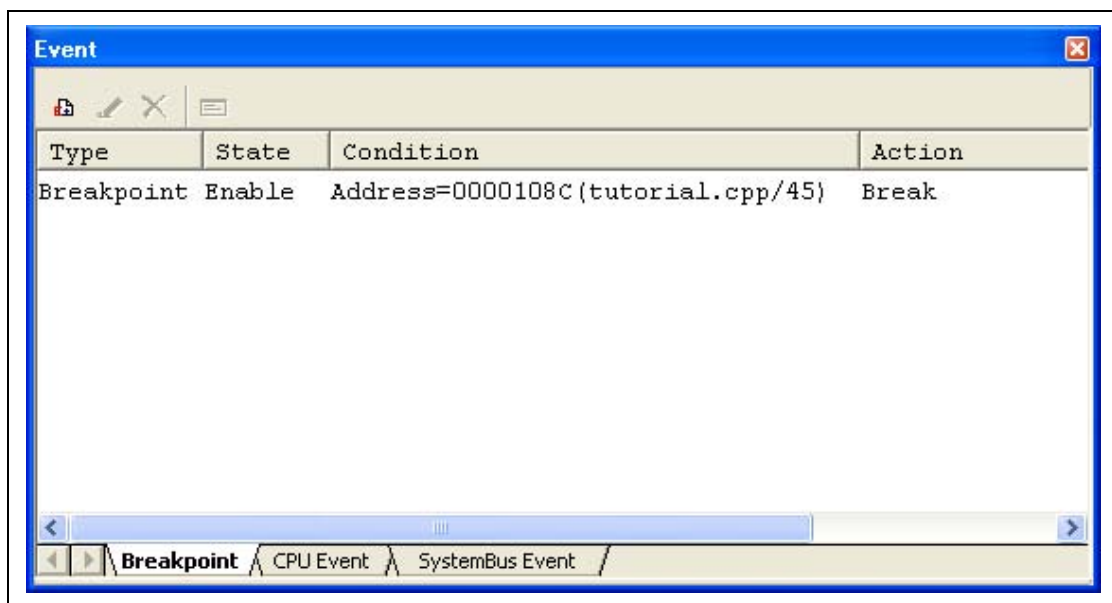 Event
Type State Condition Action
Breakpoint Enable Address=0000108C(tutorial.cpp/45) Break
Breakpoint CPU Event SystemBus Event